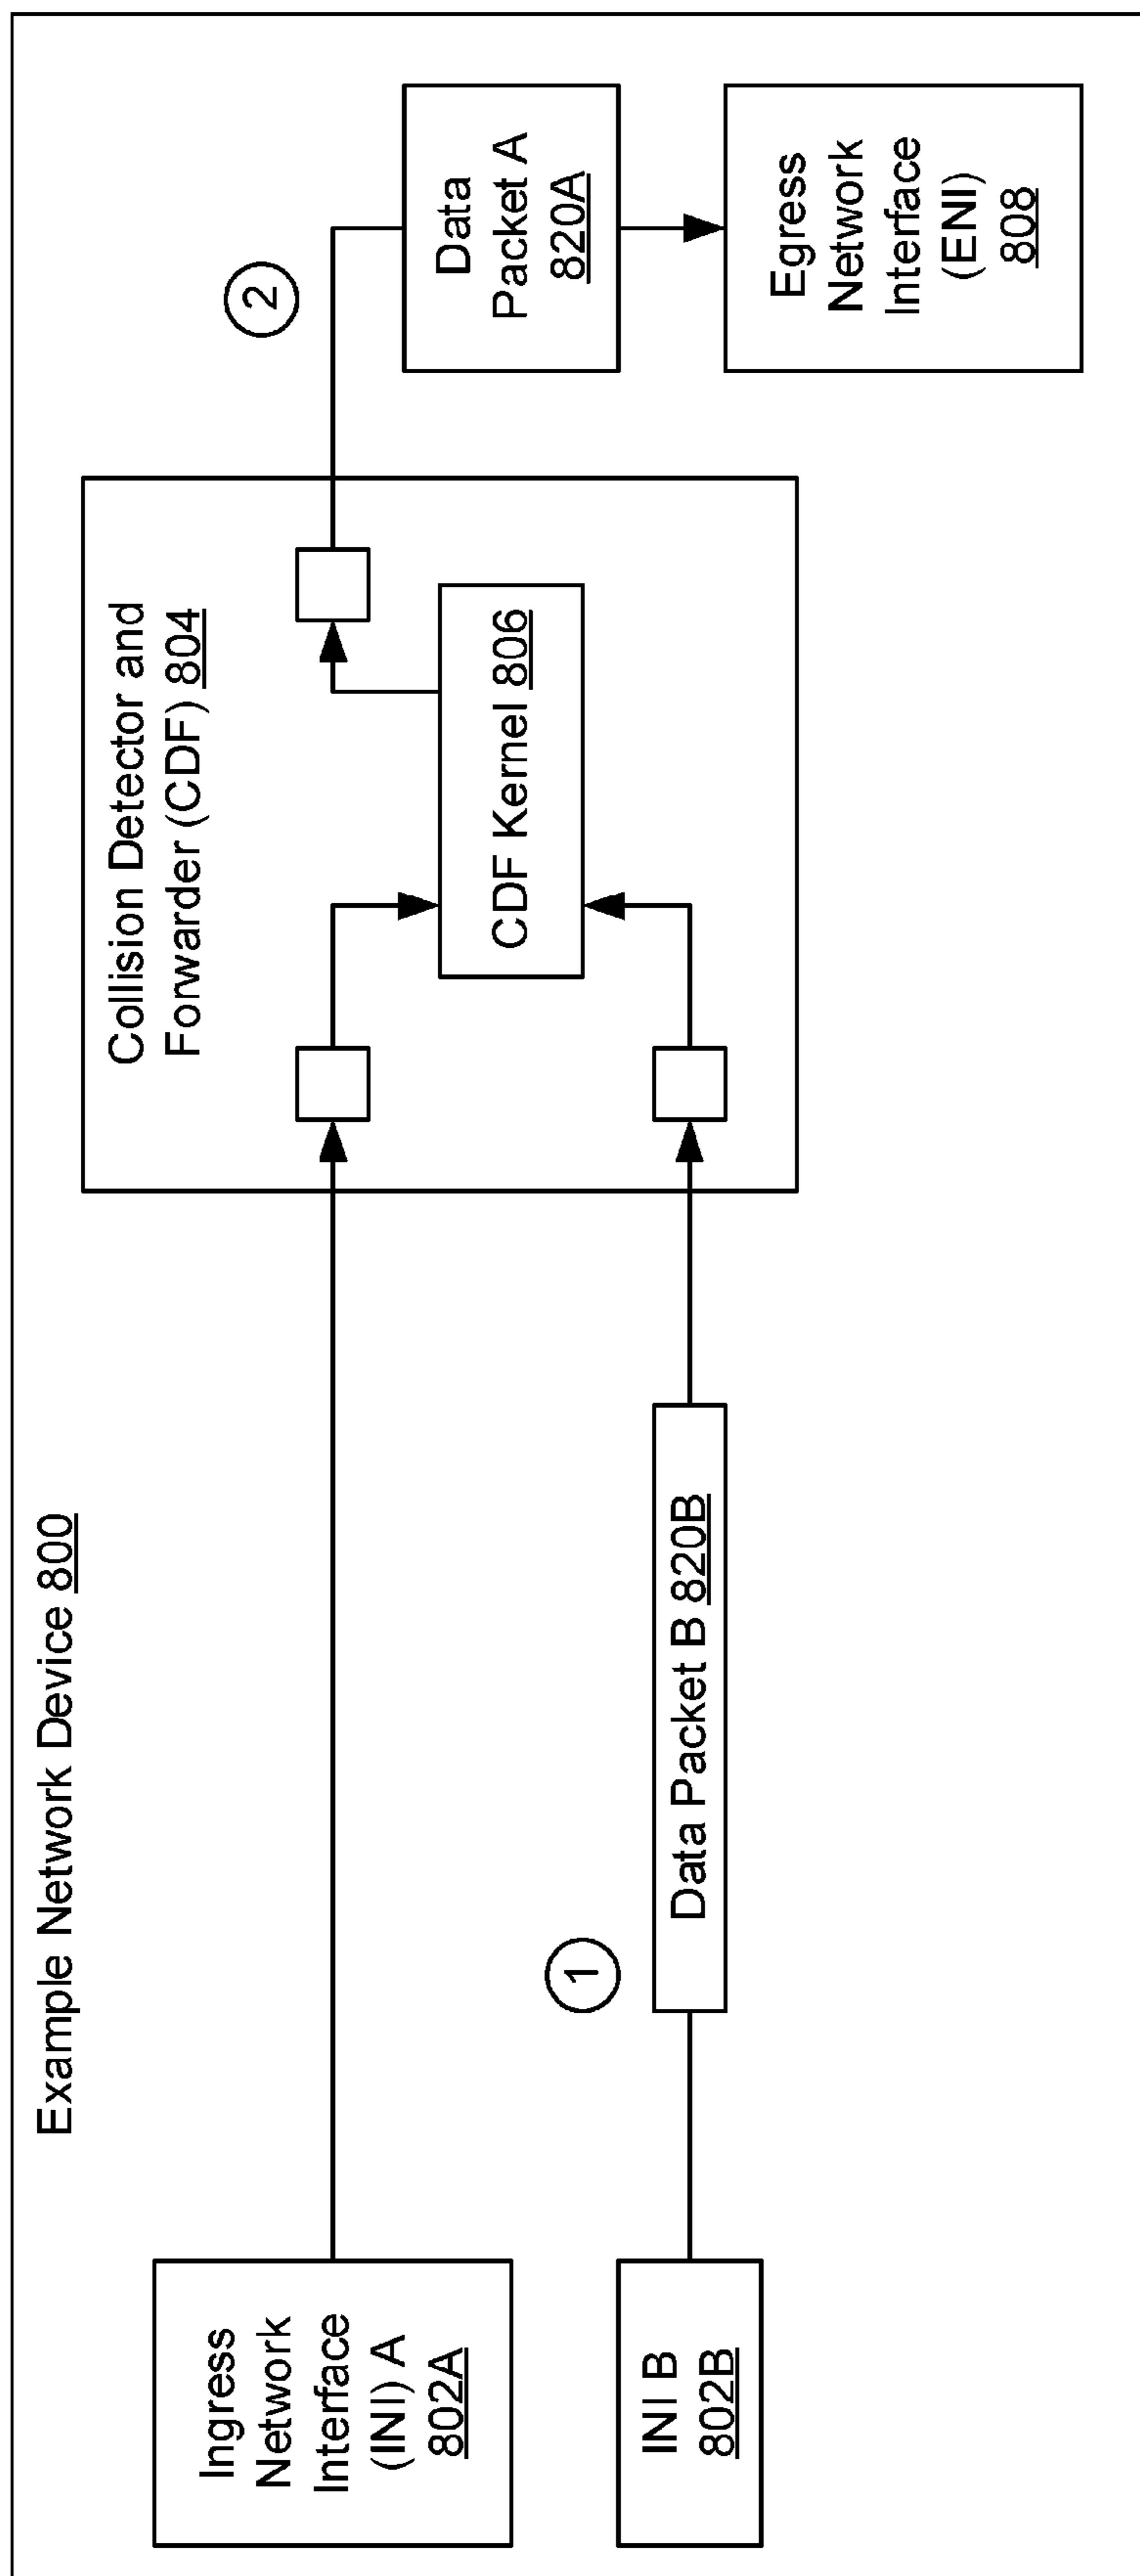 Example Network Device 800
Ingress
Network
Interface
(INI) A
802A
INI B
802B
1
Data Packet B 820B
Collision Detector and
Forwarder (CDF) 804
CDF Kernel 806
2
Data
Packet A
820A
Egress
Network
Interface
(ENI)
808